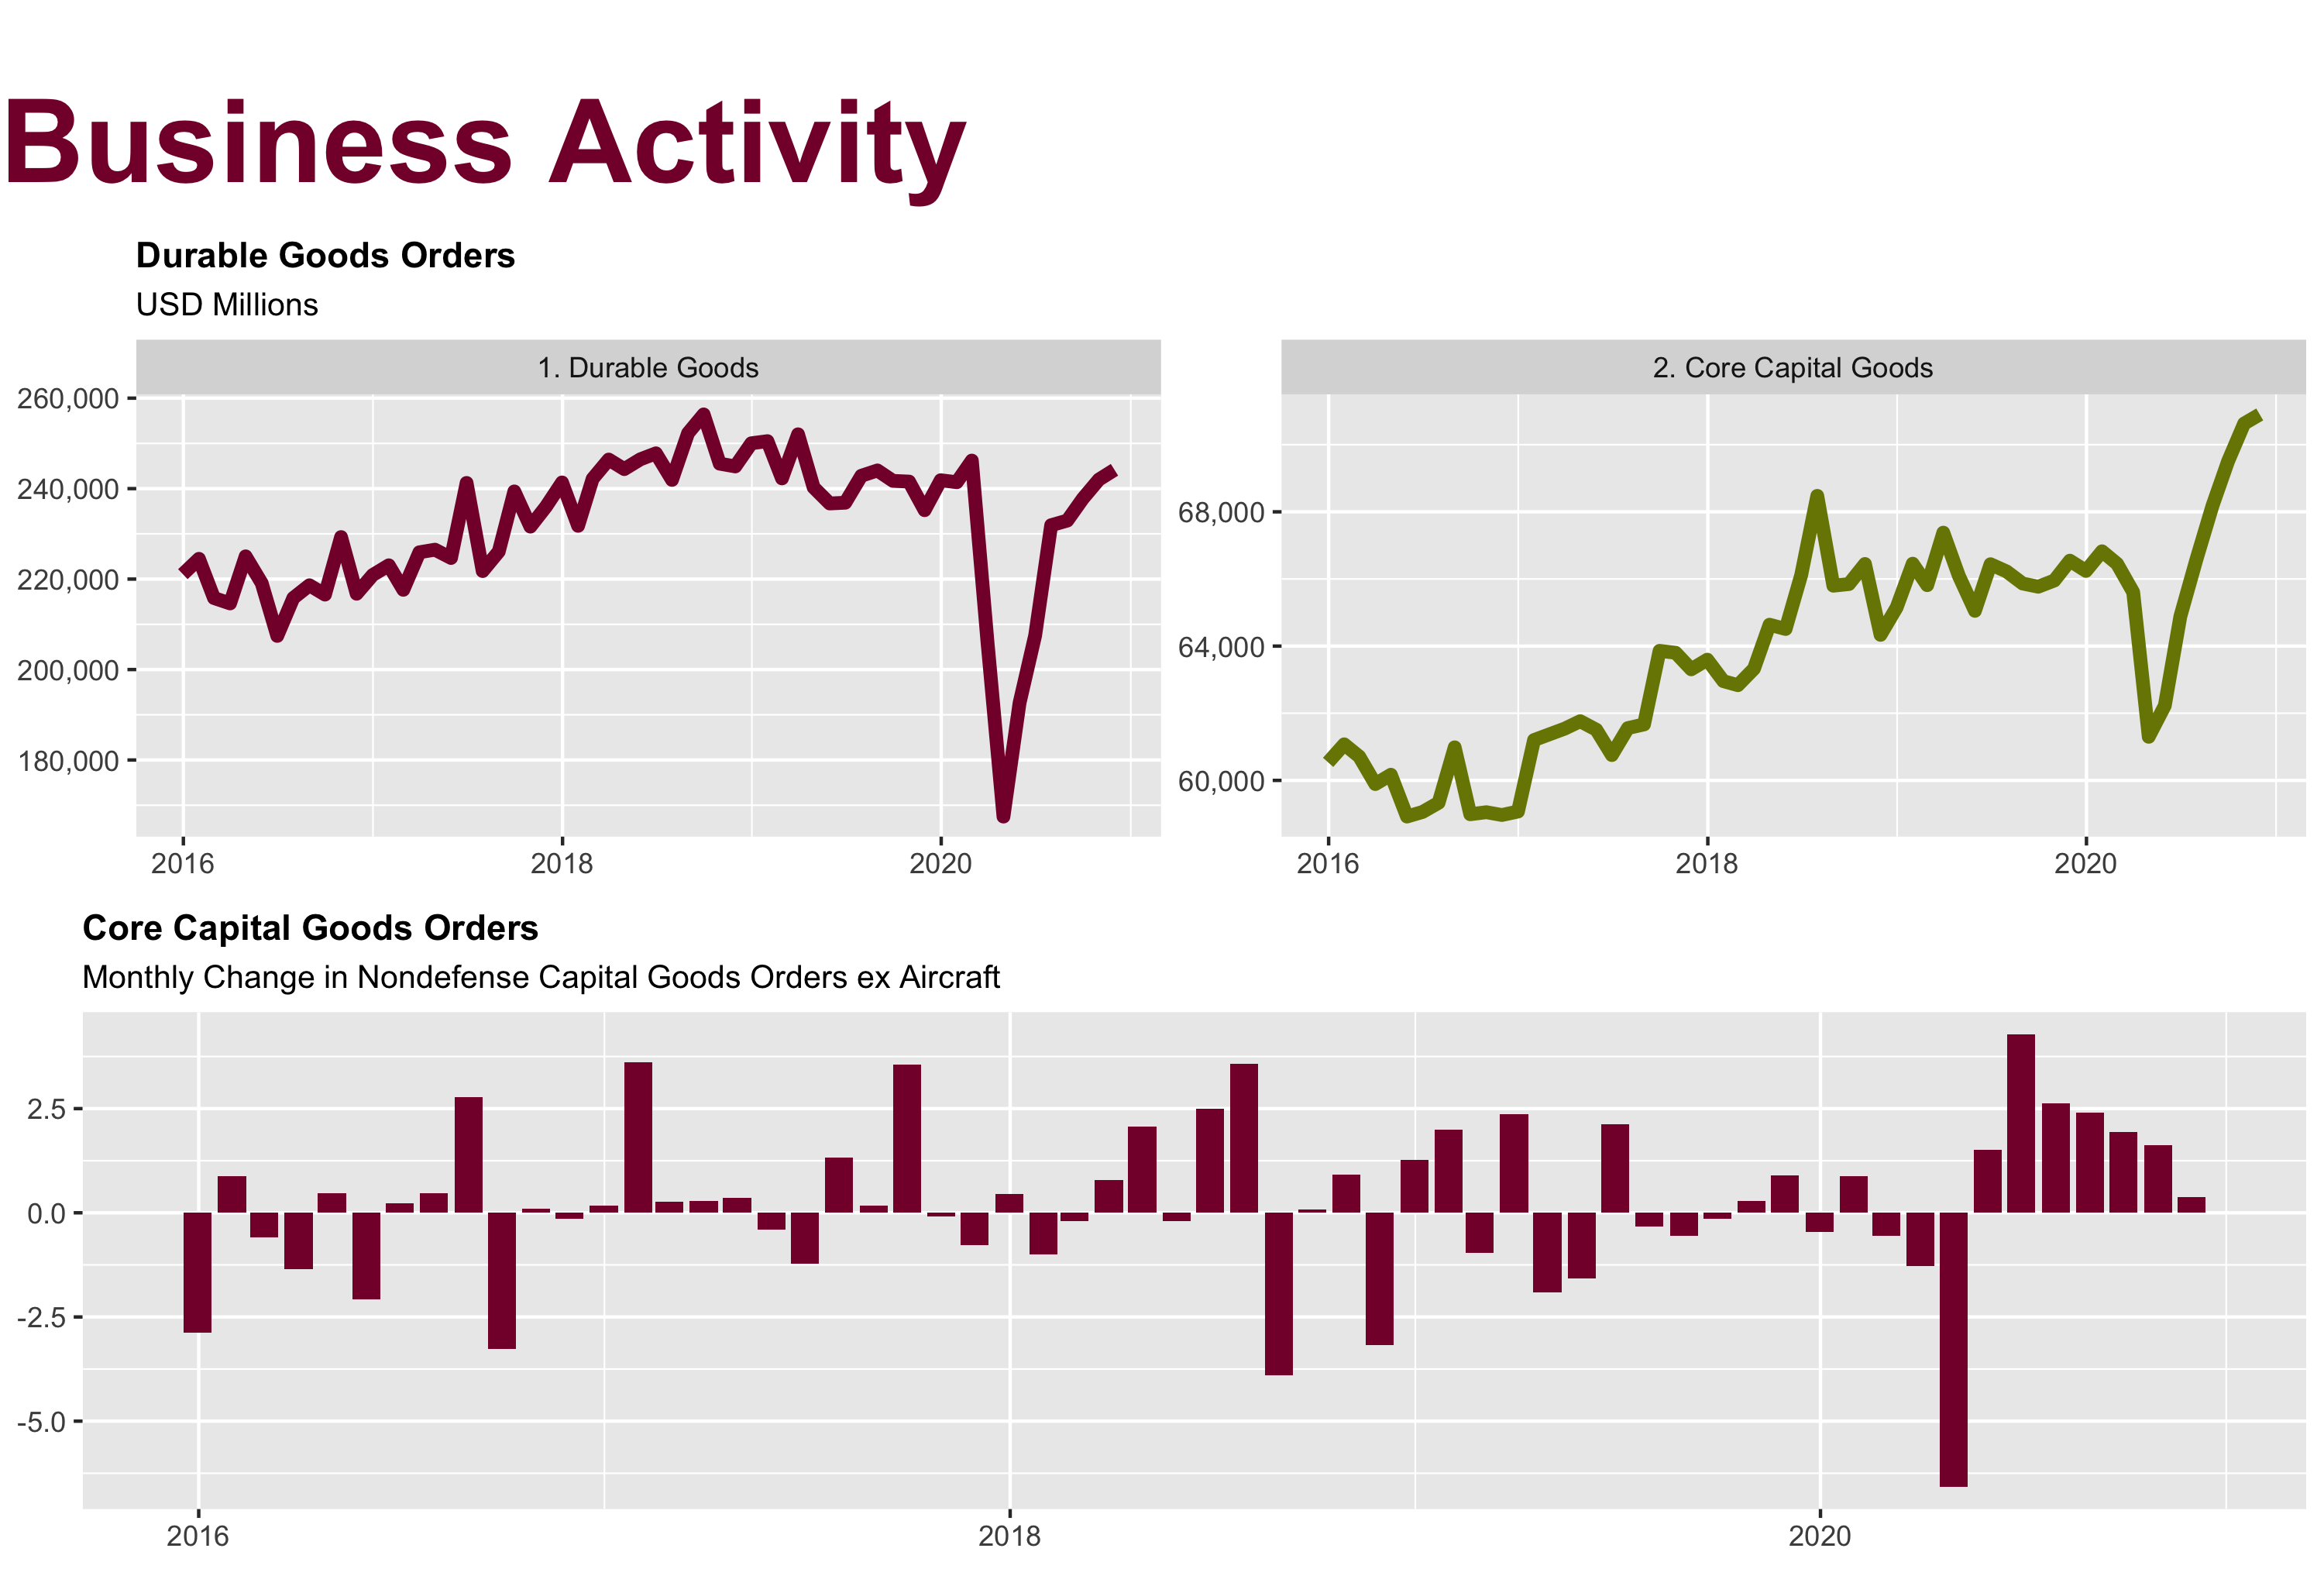 Business Activity
Durable Goods Orders
USD Millions
1. Durable Goods
2. Core Capital Goods
260,000
240,000
220,000
200,000
180,000
68,000
64,000
60,000
2016 2018 2020
2016 2018 2020
Core Capital Goods Orders
Monthly Change in Nondefense Capital Goods Orders ex Aircraft
2.5
0.0
-2.5
-5.0
2016 2018 2020